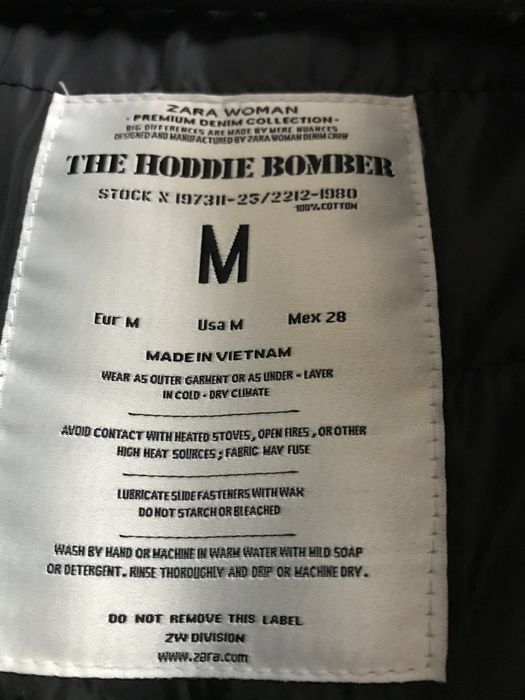 ZARA WOMAN
- PREMIUM DENIM COLLECTION -
BIG DIFFERENCES ARE MADE BY MERE NUANCES
DESIGNED AND MANUFACTURED BY ZARA WOMAN DENIM CREW
THE HODDIE BOMBER
STOCK X 197311-25/2212-1980
100% COTTON
M
Eur M Usa M Mex 28
MADE IN VIETNAM
WEAR AS OUTER GARMENT OR AS UNDER - LAYER
IN COLD - DRY CLIMATE
AVOID CONTACT WITH HEATED STOVES, OPEN FIRES, OR OTHER
HIGH HEAT SOURCES; FABRIC MAY FUSE
LUBRICATE SLIDE FASTENERS WITH WAX
DO NOT STARCH OR BLEACHED
WASH BY HAND OR MACHINE IN WARM WATER WITH MILD SOAP
OR DETERGENT. RINSE THOROUGHLY AND DRIP OR MACHINE DRY.
DO NOT REMOVE THIS LABEL
ZW DIVISION
www.zara.com